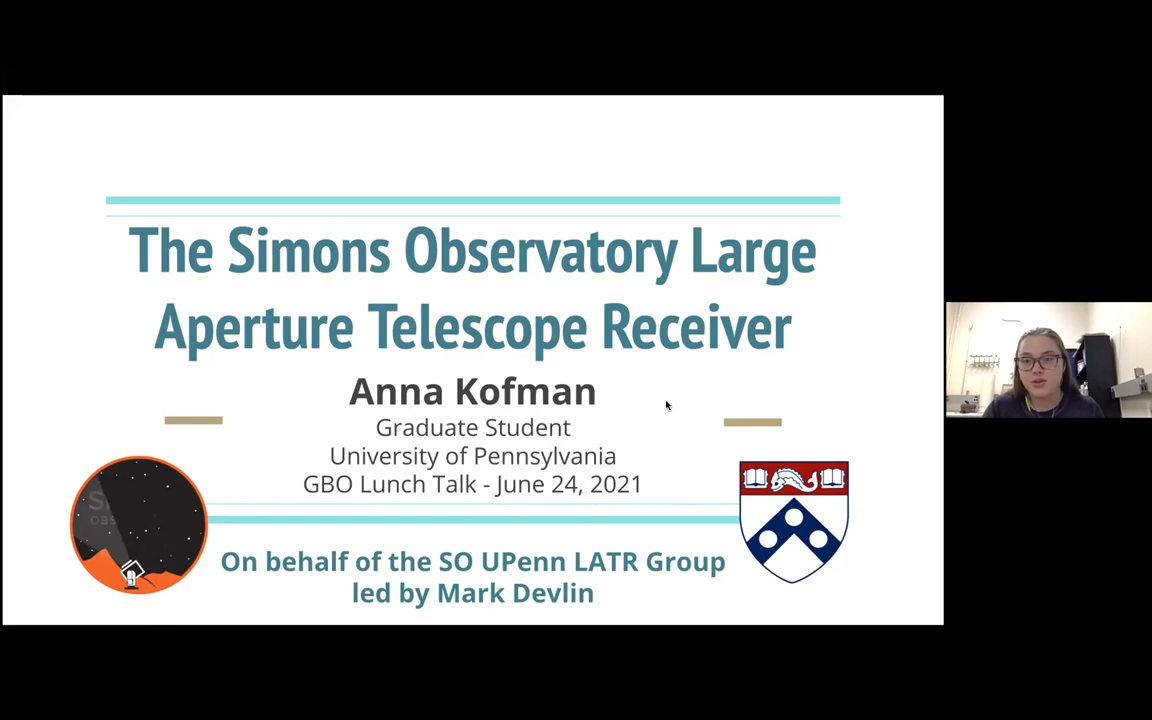 The Simons Observatory Large
Aperture Telescope Receiver
Anna Kofman
Graduate Student
University of Pennsylvania
GBO Lunch Talk - June 24, 2021
On behalf of the SO UPenn LATR Group
led by Mark Devlin